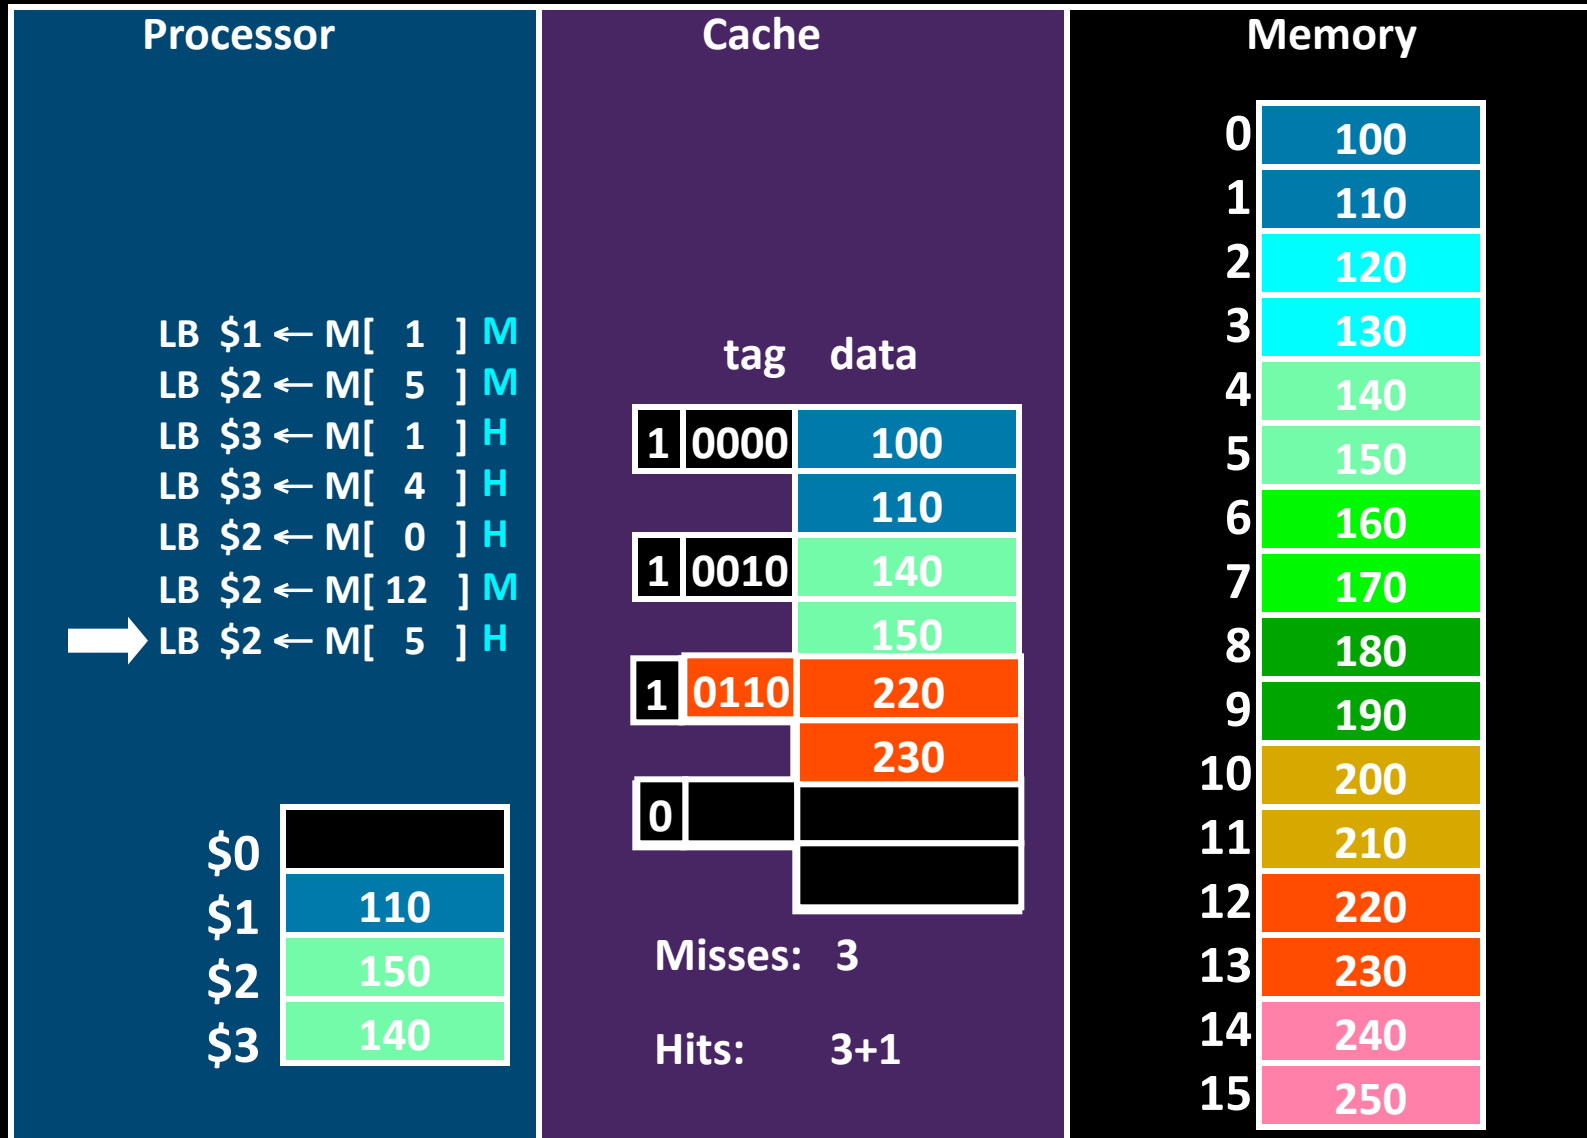 Processor
LB $1 ← M[ 1 ] M
LB $2 ← M[ 5 ] M
LB $3 ← M[ 1 ] H
LB $3 ← M[ 4 ] H
LB $2 ← M[ 0 ] H
LB $2 ← M[ 12 ] M
LB $2 ← M[ 5 ] H
$0
$1 110
$2 150
$3 140
Cache
tag data
1 0000 100
110
1 0010 140
150
1 0110 220
230
0
Misses: 3
Hits: 3+1
Memory
0 100
1 110
2 120
3 130
4 140
5 150
6 160
7 170
8 180
9 190
10 200
11 210
12 220
13 230
14 240
15 250